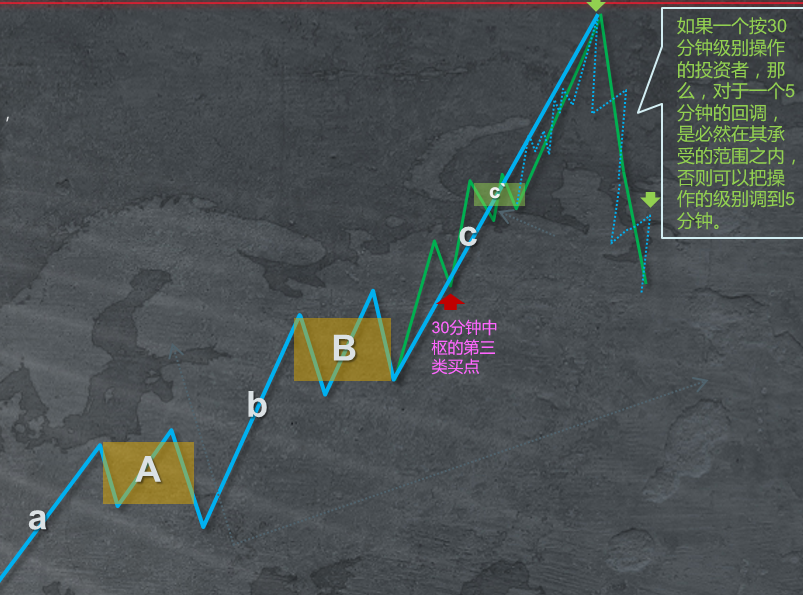 如果一个按30
分钟级别操作
的投资者，那
么，对于一个5
分钟的回调，
是必然在其承
受的范围之内，
否则可以把操
作的级别调到5
分钟。
c`
c
30分钟中
枢的第三
类买点
B
b
A
a